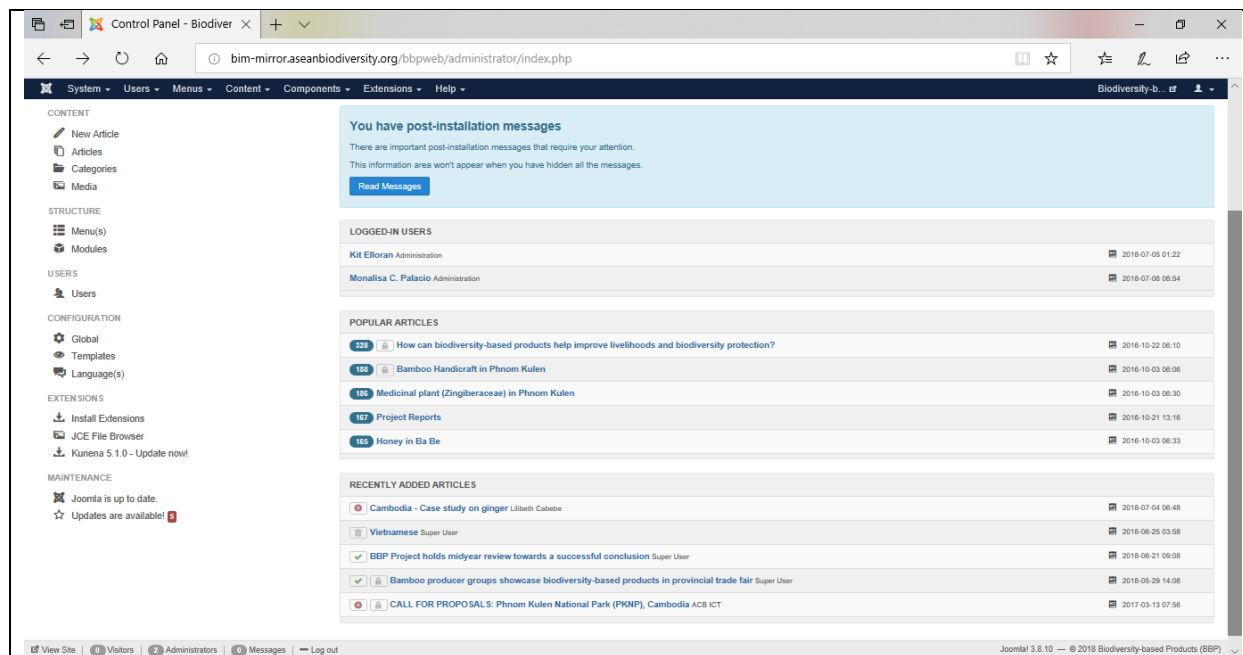 Control Panel - Biodiver
bim-mirror.aseanbiodiversity.org/bbpweb/administrator/index.php
System Users Menus Content Components Extensions Help Biodiversity-b...
CONTENT
New Article
Articles
Categories
Media
STRUCTURE
Menu(s)
Modules
USERS
Users
CONFIGURATION
Global
Templates
Language(s)
EXTENSIONS
Install Extensions
JCE File Browser
Kunena 5.1.0 - Update now!
MAINTENANCE
Joomla is up to date.
Updates are available! 5
You have post-installation messages
There are important post-installation messages that require your attention.
This information area won't appear when you have hidden all the messages.
Read Messages
LOGGED-IN USERS
Kit Elloran Administration 2018-07-05 01:22
Monalisa C. Palacio Administration 2018-07-06 06:54
POPULAR ARTICLES
328 How can biodiversity-based products help improve livelihoods and biodiversity protection? 2016-10-22 06:10
188 Bamboo Handicraft in Phnom Kulen 2016-10-03 06:06
186 Medicinal plant (Zingiberaceae) in Phnom Kulen 2016-10-03 06:30
167 Project Reports 2016-10-21 13:16
165 Honey in Ba Be 2016-10-03 06:33
RECENTLY ADDED ARTICLES
Cambodia - Case study on ginger Lilibeth Cabebe 2018-07-04 06:48
Vietnamese Super User 2018-06-25 03:58
BBP Project holds midyear review towards a successful conclusion Super User 2018-06-21 09:08
Bamboo producer groups showcase biodiversity-based products in provincial trade fair Super User 2018-05-29 14:06
CALL FOR PROPOSALS: Phnom Kulen National Park (PKNP), Cambodia ACB ICT 2017-03-13 07:56
View Site | 0 Visitors | 2 Administrators | 0 Messages | Log out Joomla! 3.8.10 — © 2018 Biodiversity-based Products (BBP)